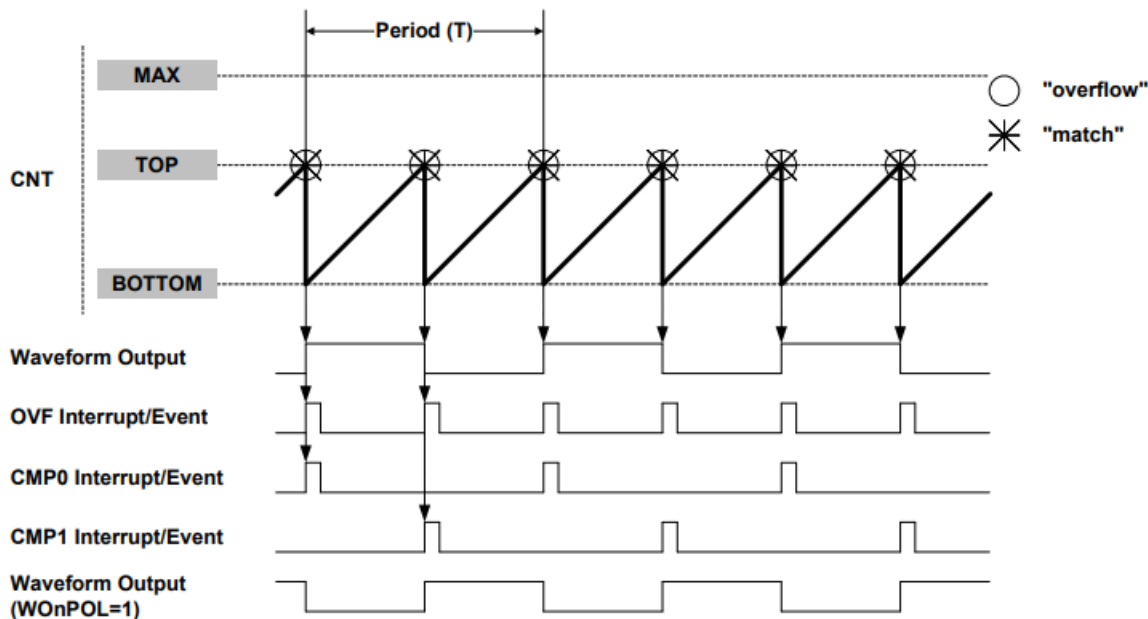 Period (T)
MAX
"overflow"
"match"
TOP
CNT
BOTTOM
Waveform Output
OVF Interrupt/Event
CMP0 Interrupt/Event
CMP1 Interrupt/Event
Waveform Output
(WOnPOL=1)